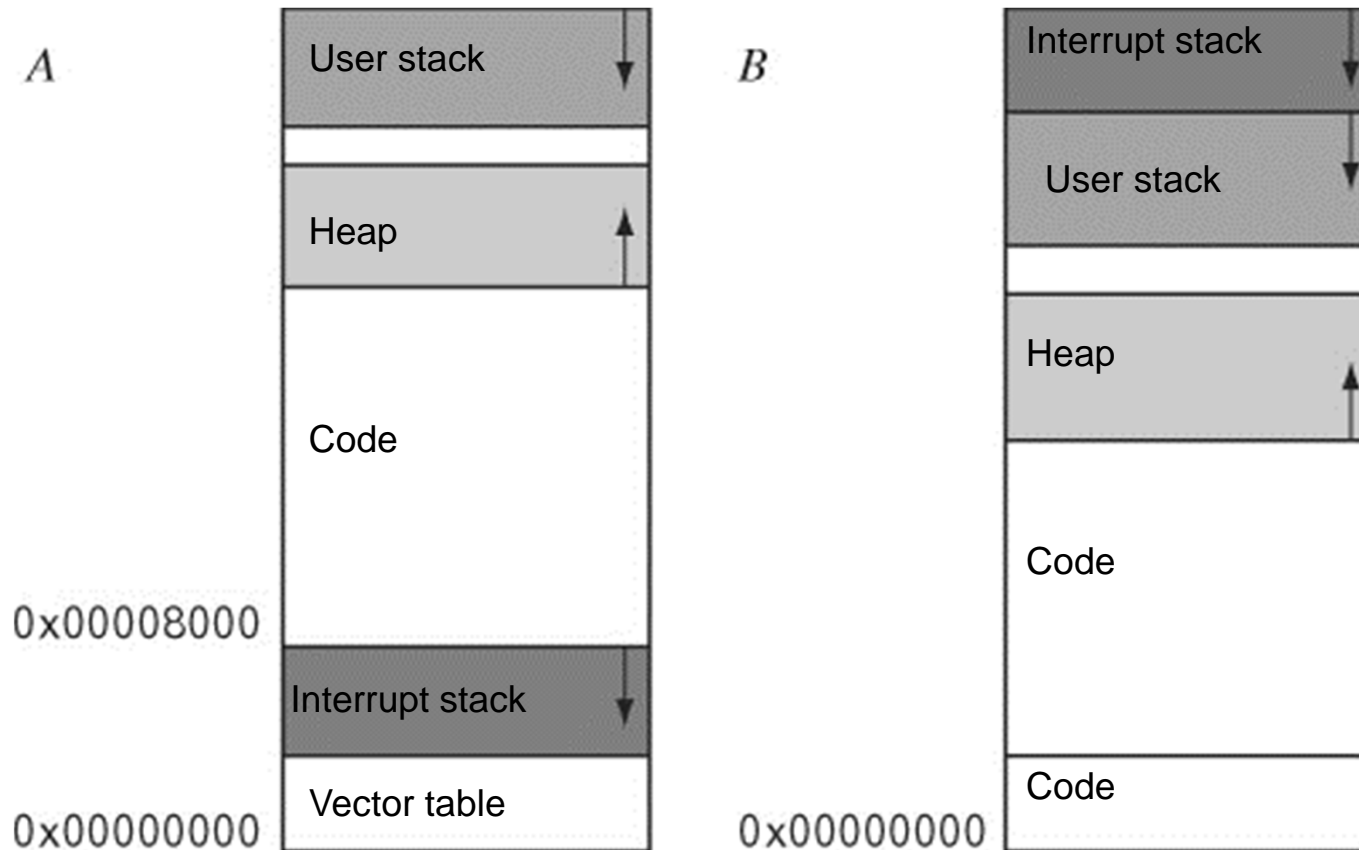 A
User stack
Heap
Code
0x00008000
Interrupt stack
Vector table
0x00000000
B
Interrupt stack
User stack
Heap
Code
Code
0x00000000